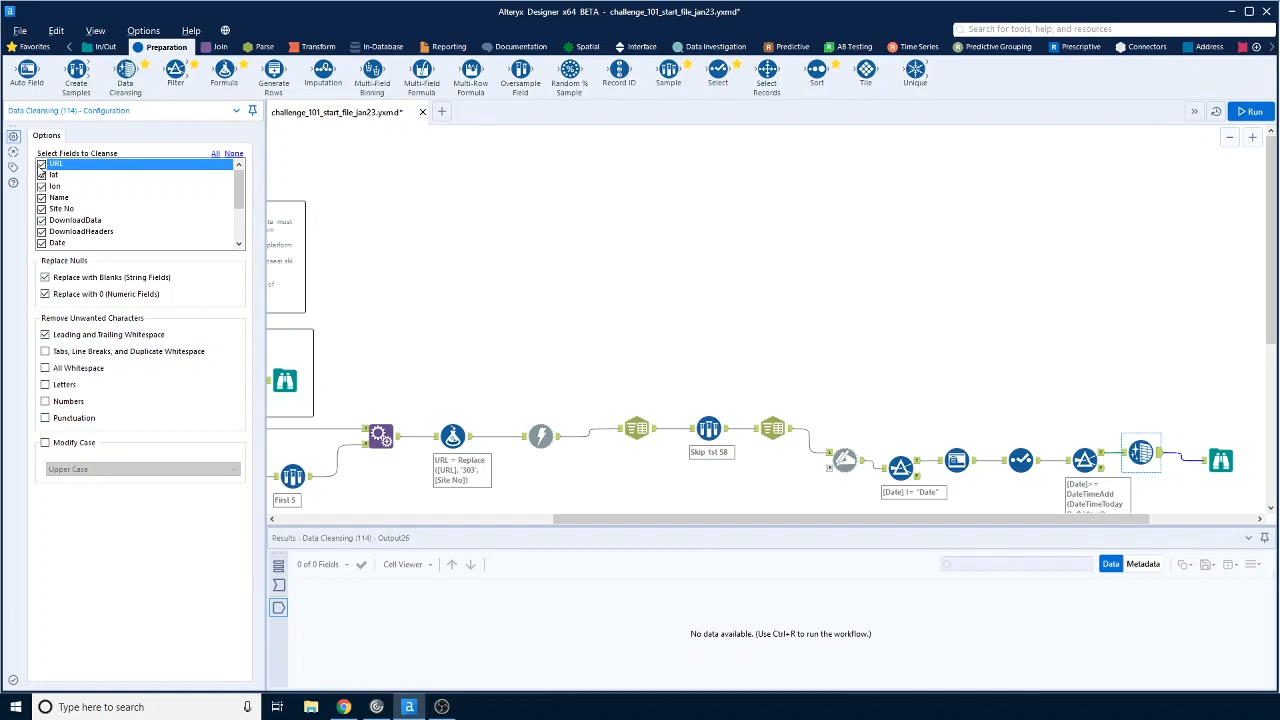 Alteryx Designer x64 BETA - challenge_101_start_file_jan23.yxmd*
File Edit View Options Help
Search for tools, help, and resources
Favorites In/Out Preparation Join Parse Transform In-Database Reporting Documentation Spatial Interface Data Investigation Predictive AB Testing Time Series Predictive Grouping Prescriptive Connectors Address
Auto Field
Create Samples
Data Cleansing
Filter
Formula
Generate Rows
Imputation
Multi-Field Binning
Multi-Field Formula
Multi-Row Formula
Oversample Field
Random % Sample
Record ID
Sample
Select
Select Records
Sort
Tile
Unique
Data Cleansing (114) - Configuration
challenge_101_start_file_jan23.yxmd*
Run
Options
Select Fields to Cleanse All None
URL
lat
lon
Name
Site No
DownloadData
DownloadHeaders
Date
Replace Nulls
Replace with Blanks (String Fields)
Replace with 0 (Numeric Fields)
Remove Unwanted Characters
Leading and Trailing Whitespace
Tabs, Line Breaks, and Duplicate Whitespace
All Whitespace
Letters
Numbers
Punctuation
Modify Case
Upper Case
ta must
platform
of
First 5
URL = Replace
([URL], '303',
[Site No])
Skip 1st 58
[Date] != "Date"
[Date]>=
DateTimeAdd
(DateTimeToday
Results - Data Cleansing (114) - Output26
0 of 0 Fields Cell Viewer
Data Metadata
No data available. (Use Ctrl+R to run the workflow.)
Type here to search